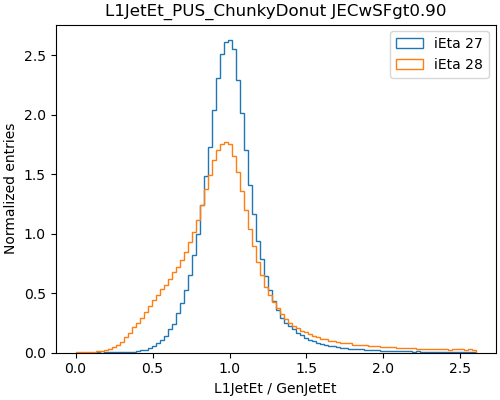 L1JetEt_PUS_ChunkyDonut JECwSFgt0.90
iEta 27
iEta 28
Normalized entries
2.5
2.0
1.5
1.0
0.5
0.0
0.0 0.5 1.0 1.5 2.0 2.5
L1JetEt / GenJetEt